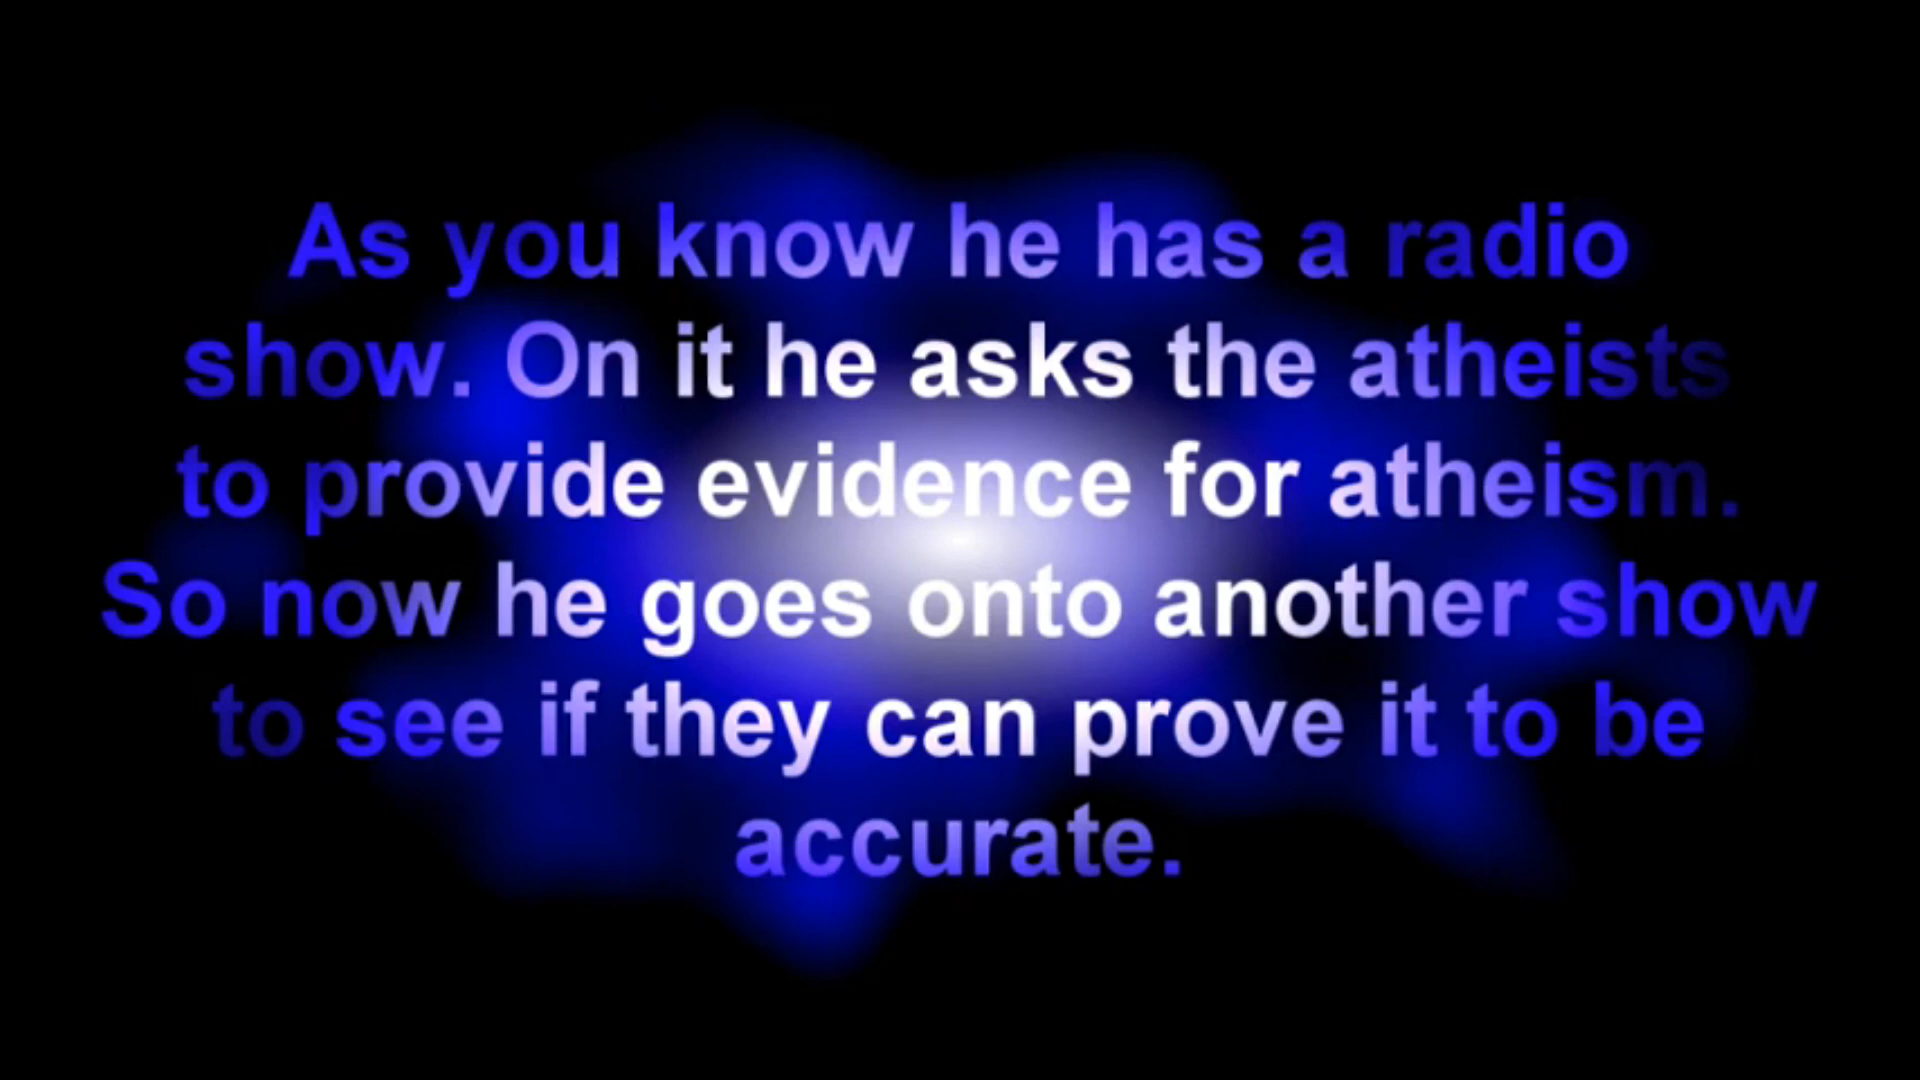 As you know he has a radio
show. On it he asks the atheists
to provide evidence for atheism.
So now he goes onto another show
to see if they can prove it to be
accurate.